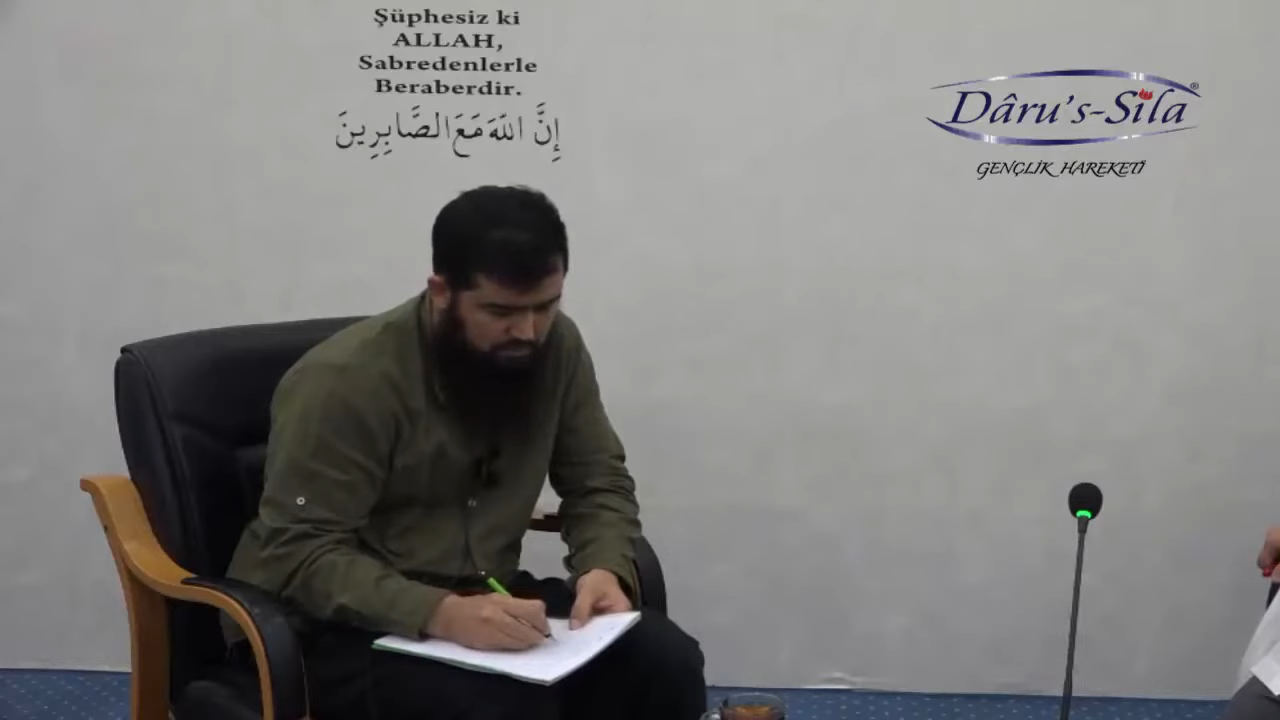 Şüphesiz ki
ALLAH,
Sabredenlerle
Beraberdir.
إِنَّ اللّٰهَ مَعَ الصَّابِرِينَ
Dâru's-Sıla®
GENÇLİK HAREKETİ